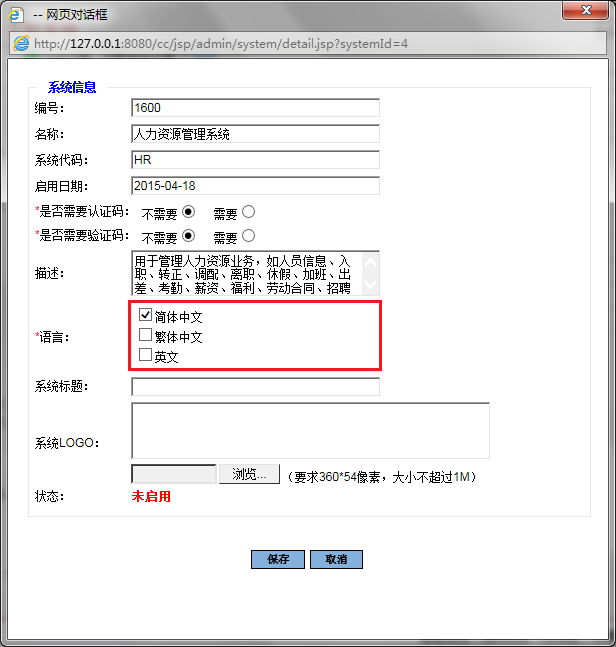 -- 网页对话框
http://127.0.0.1:8080/cc/jsp/admin/system/detail.jsp?systemId=4
系统信息
编号： 1600
名称： 人力资源管理系统
系统代码： HR
启用日期： 2015-04-18
*是否需要认证码： 不需要 需要
*是否需要验证码： 不需要 需要
描述： 用于管理人力资源业务，如人员信息、入
职、转正、调配、离职、休假、加班、出
差、考勤、薪资、福利、劳动合同、招聘
*语言：
简体中文
繁体中文
英文
系统标题：
系统LOGO：
浏览... （要求360*54像素，大小不超过1M）
状态： 未启用
保存 取消